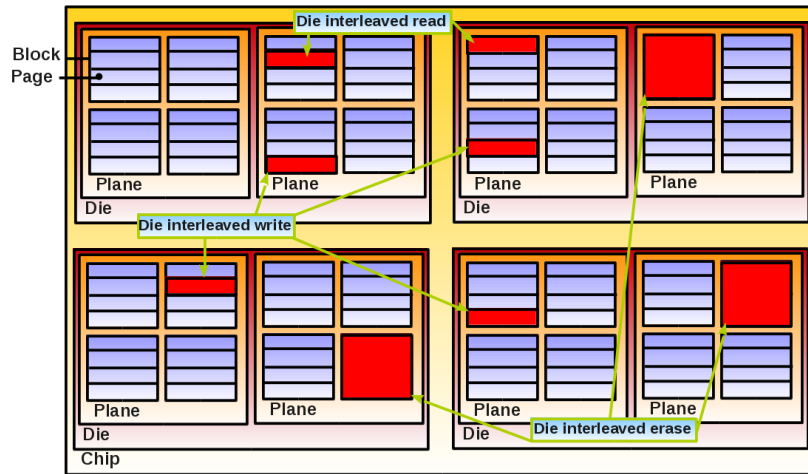 Die interleaved read
Block
Page
Plane
Plane
Plane
Plane
Die
Die
Die interleaved write
Plane
Plane
Plane
Plane
Die interleaved erase
Die
Die
Chip